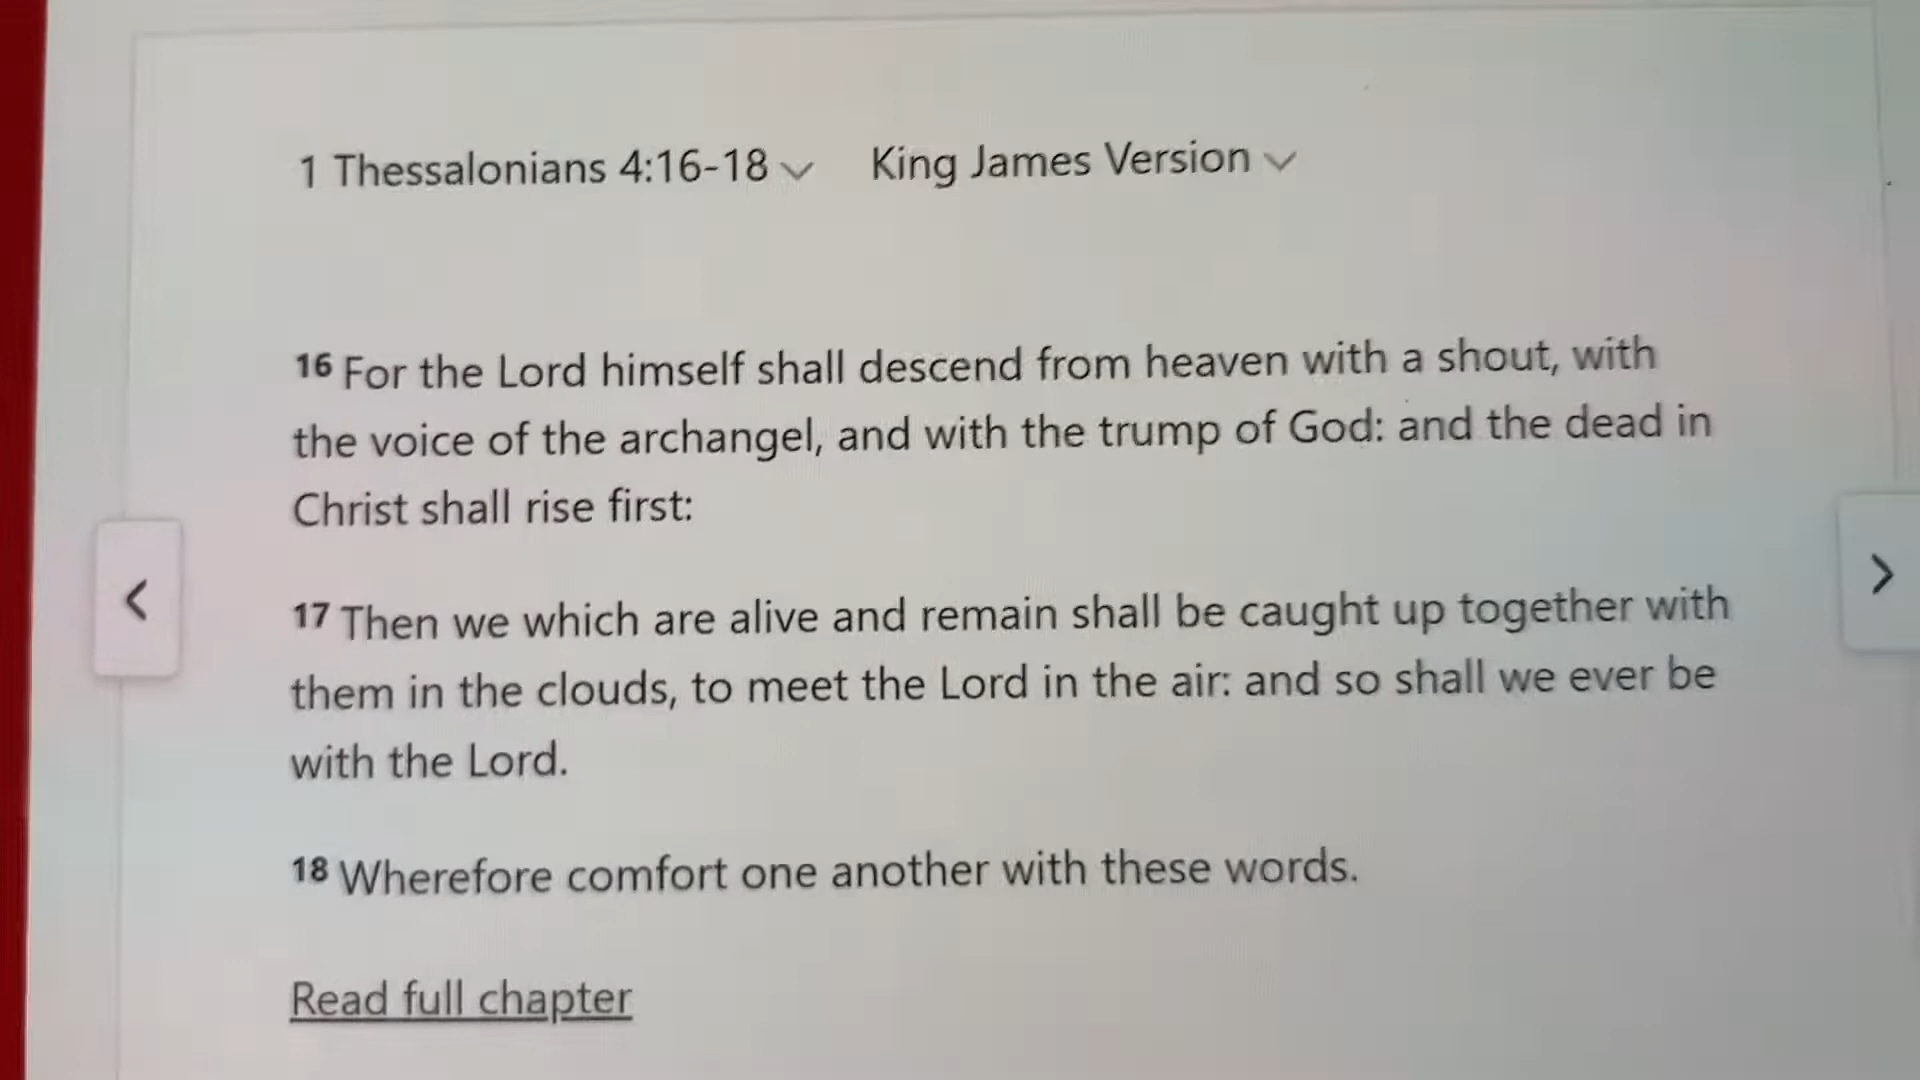 1 Thessalonians 4:16-18 King James Version
16 For the Lord himself shall descend from heaven with a shout, with
the voice of the archangel, and with the trump of God: and the dead in
Christ shall rise first:
17 Then we which are alive and remain shall be caught up together with
them in the clouds, to meet the Lord in the air: and so shall we ever be
with the Lord.
18 Wherefore comfort one another with these words.
Read full chapter